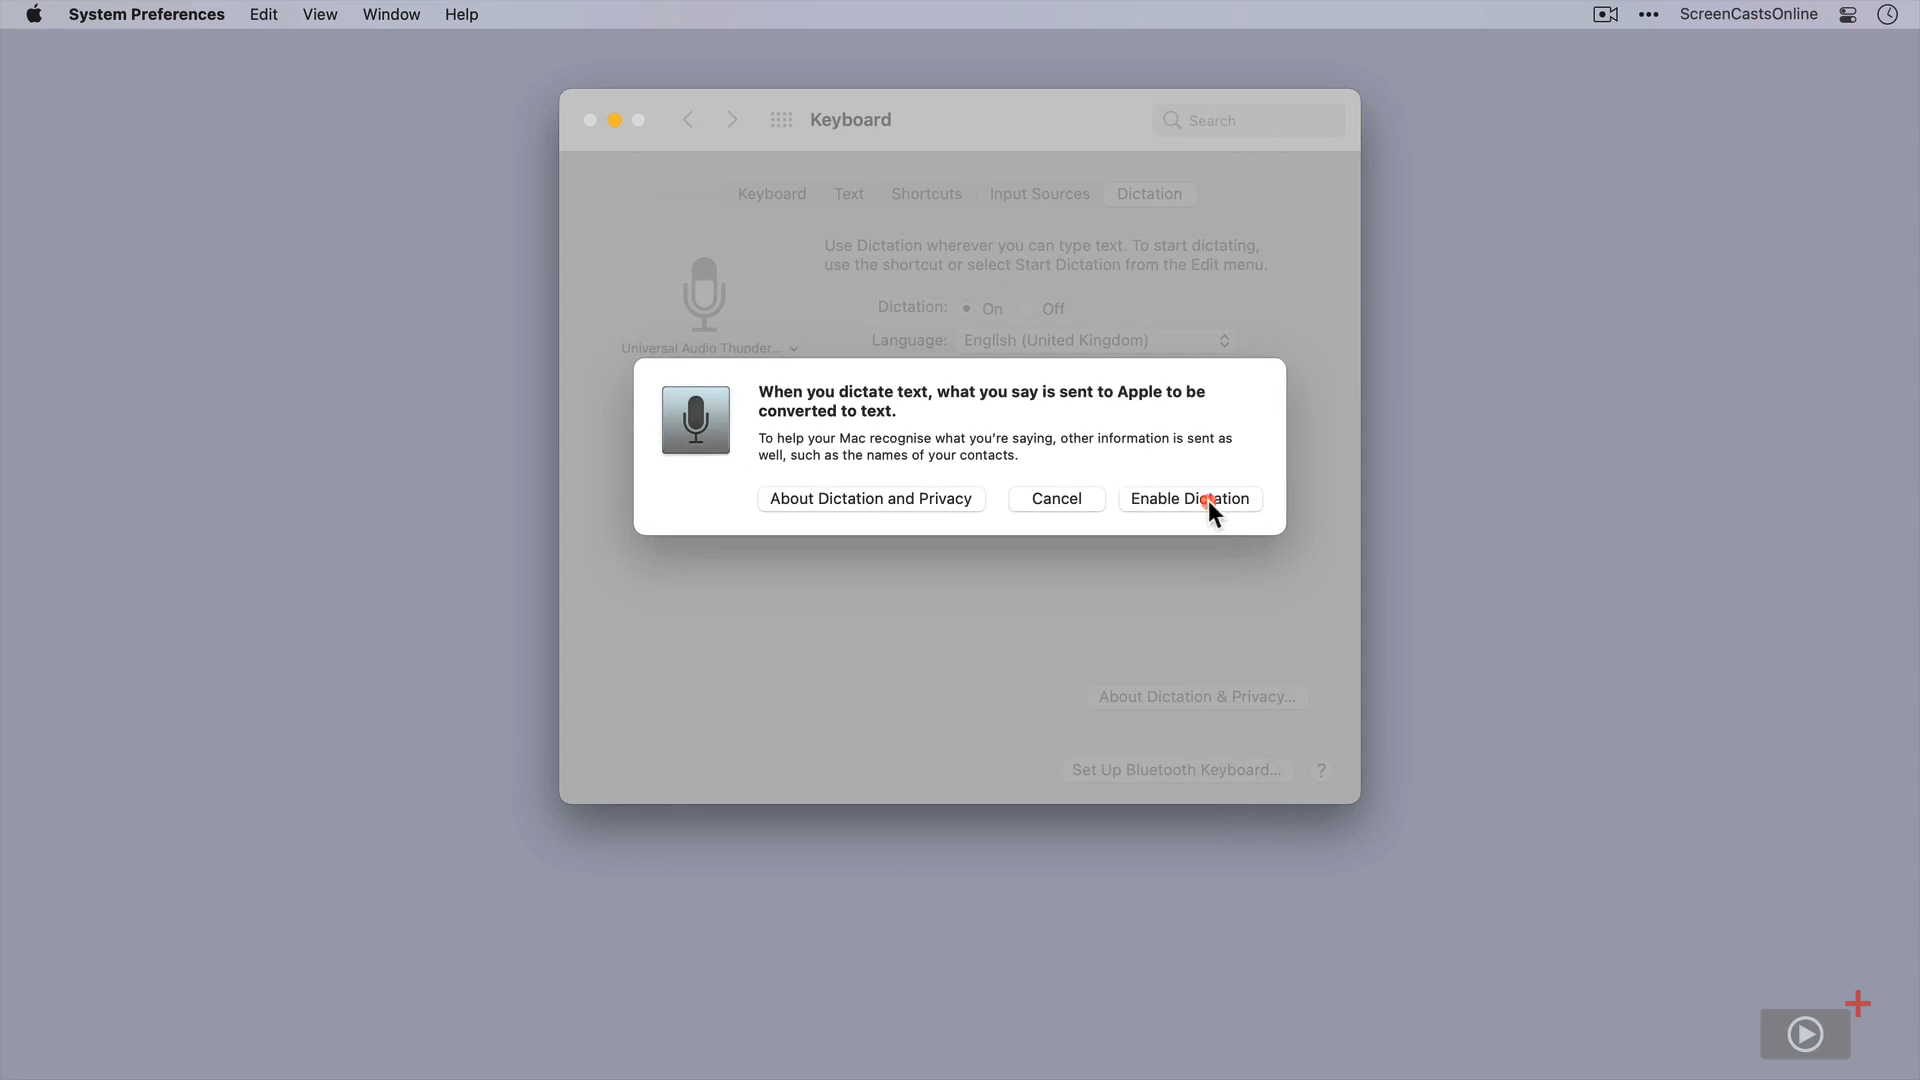 System Preferences Edit View Window Help ScreenCastsOnline
Keyboard
Search
Keyboard Text Shortcuts Input Sources Dictation
Use Dictation wherever you can type text. To start dictating,
use the shortcut or select Start Dictation from the Edit menu.
Dictation: On Off
Universal Audio Thunder...
Language: English (United Kingdom)
When you dictate text, what you say is sent to Apple to be
converted to text.
To help your Mac recognise what you're saying, other information is sent as
well, such as the names of your contacts.
About Dictation and Privacy Cancel Enable Dictation
About Dictation & Privacy...
Set Up Bluetooth Keyboard... ?